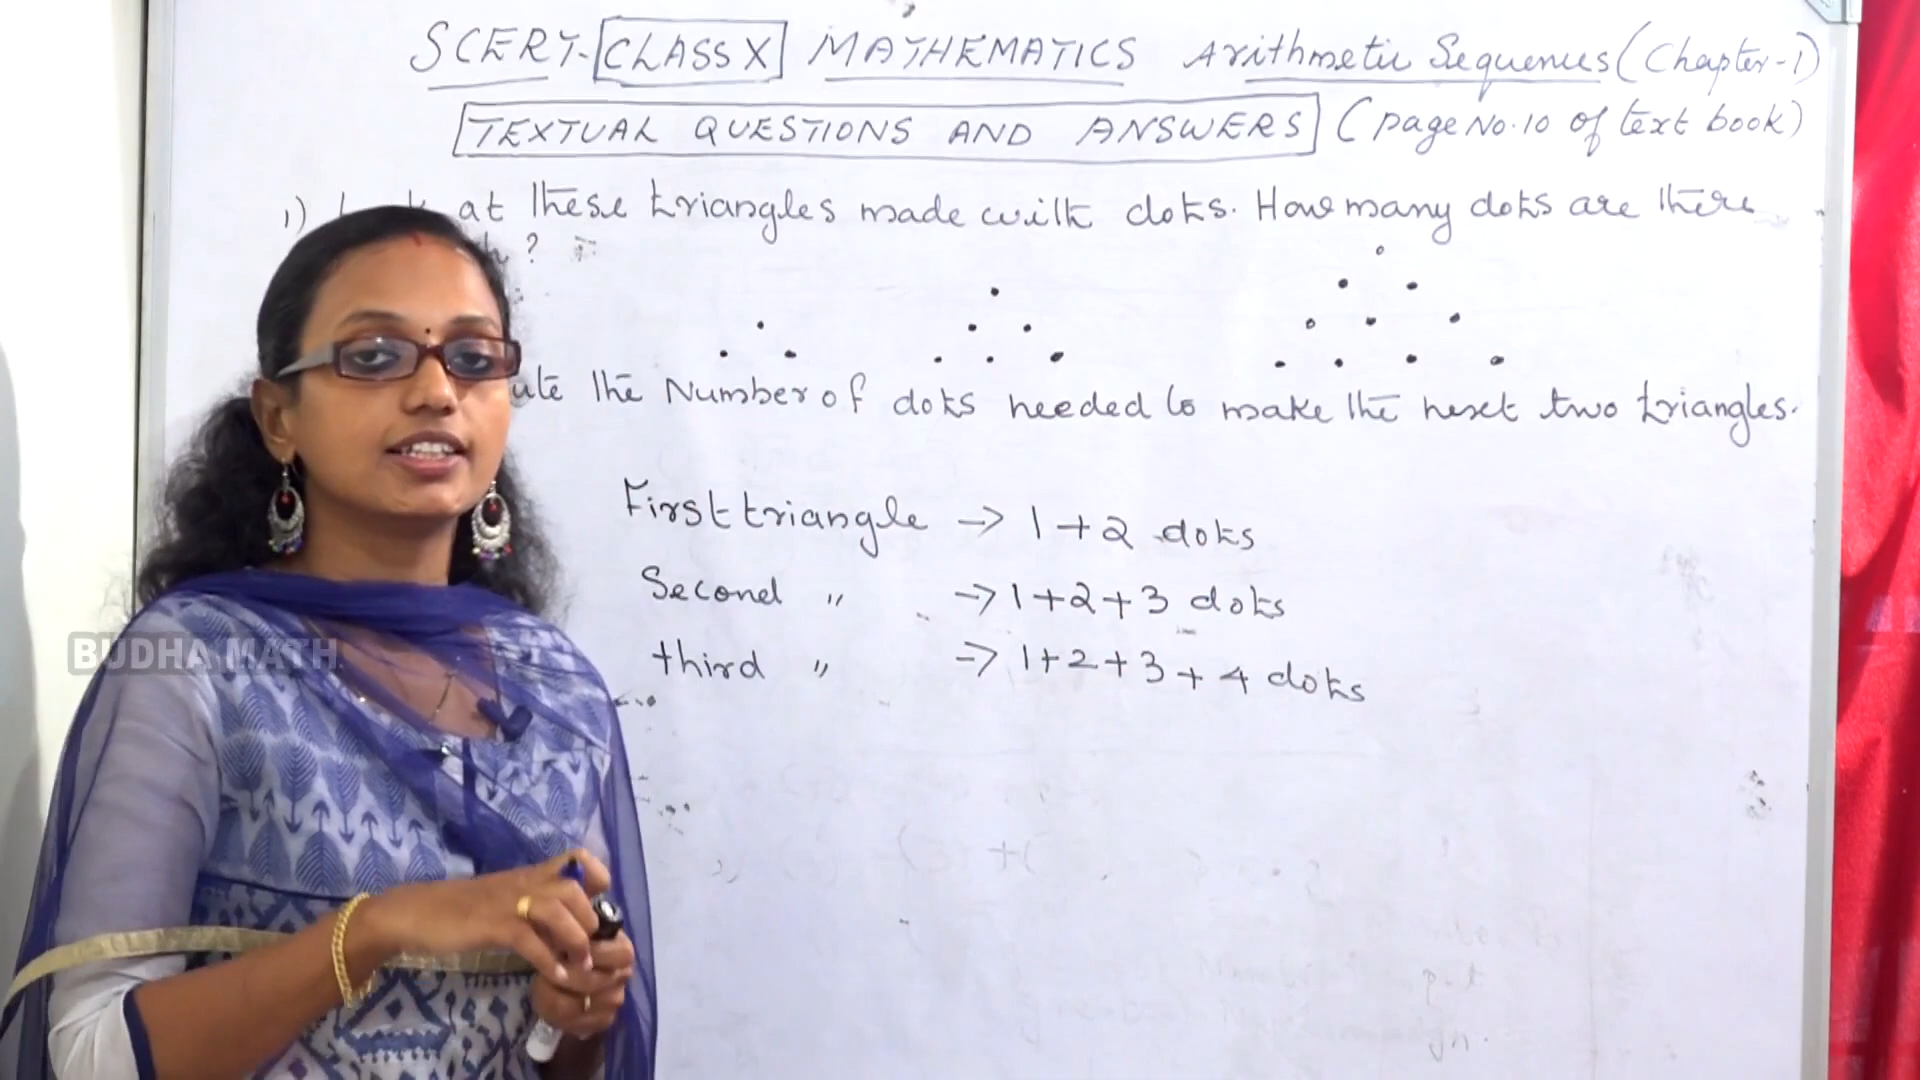 SCERT-CLASS X MATHEMATICS Arithmetic Sequences (Chapter-1)
TEXTUAL QUESTIONS AND ANSWERS (page No.10 of text book)
1) at these triangles made with dots. How many dots are there
?
the Number of dots needed to make the next two triangles.
First triangle → 1+2 dots
Second " → 1+2+3 dots
third " → 1+2+3+4 dots
BUDHA MATH